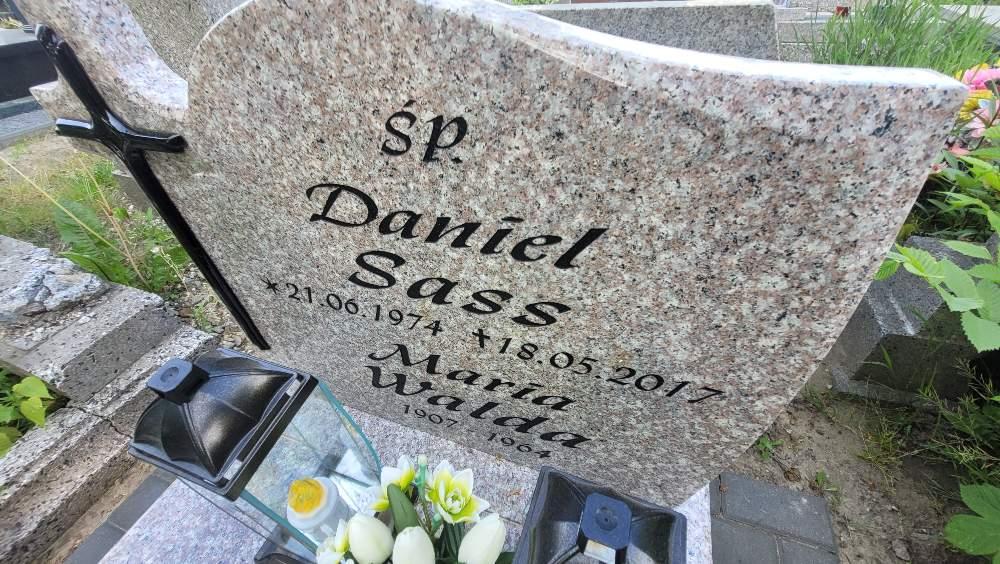 śp.
Daniel
Sass
*21.06.1974 ✝18.05.2017
Maria
Walda
1907 - 1964